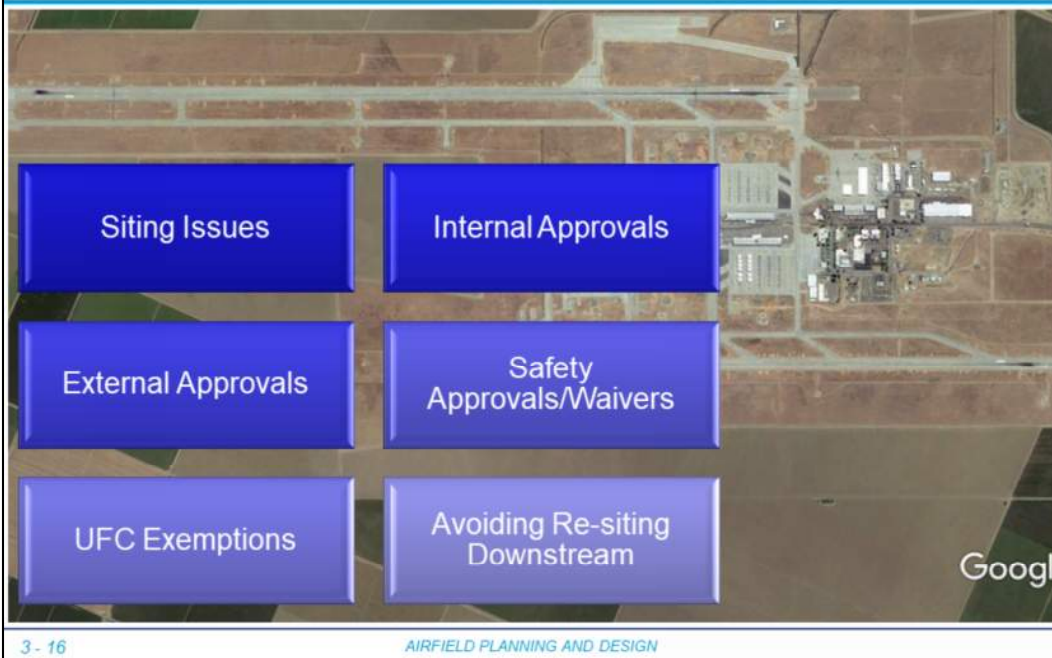 Siting Issues
Internal Approvals
External Approvals
Safety
Approvals/Waivers
UFC Exemptions
Avoiding Re-siting
Downstream
Googl
3 - 16
AIRFIELD PLANNING AND DESIGN